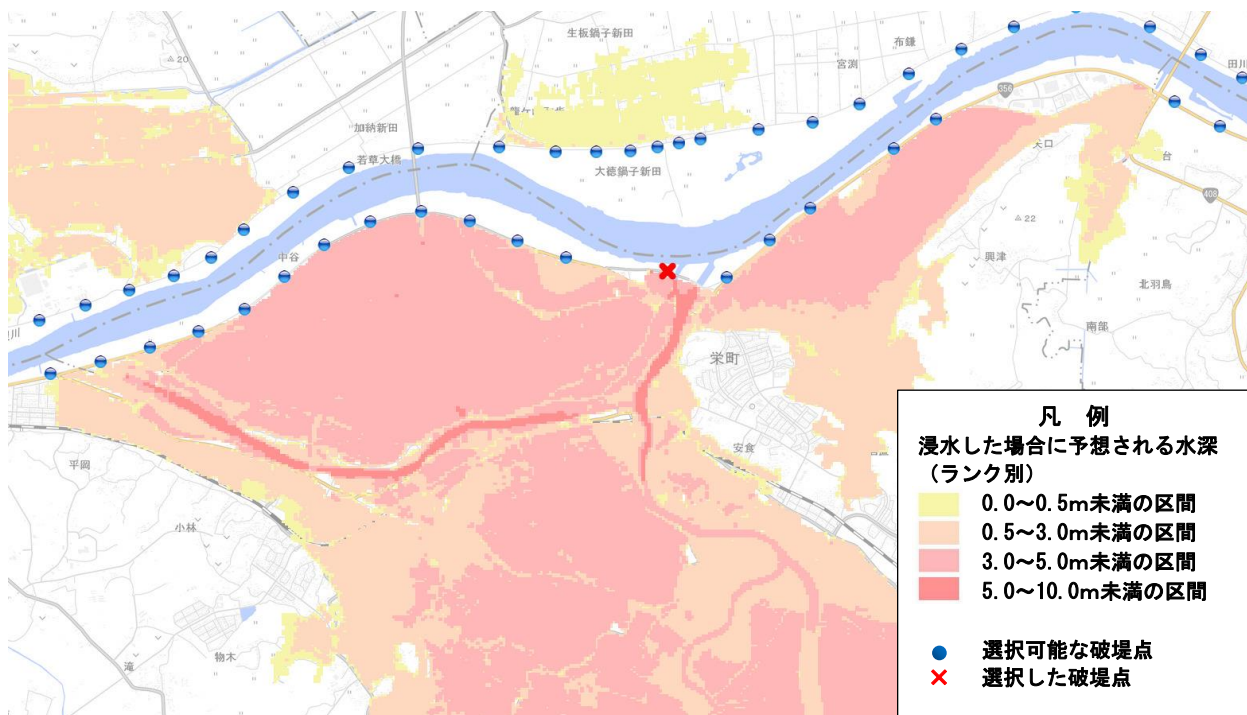 生板鍋子新田
布鎌
宮渕
田川
20
356
加納新田
若草大橋
大徳鍋子新田
台
408
22
中谷
興津
北羽鳥
南部
栄町
安食
平岡
小林
物木
滝
凡 例
浸水した場合に予想される水深
(ランク別)
0.0~0.5m未満の区間
0.5~3.0m未満の区間
3.0~5.0m未満の区間
5.0~10.0m未満の区間
選択可能な破堤点
選択した破堤点